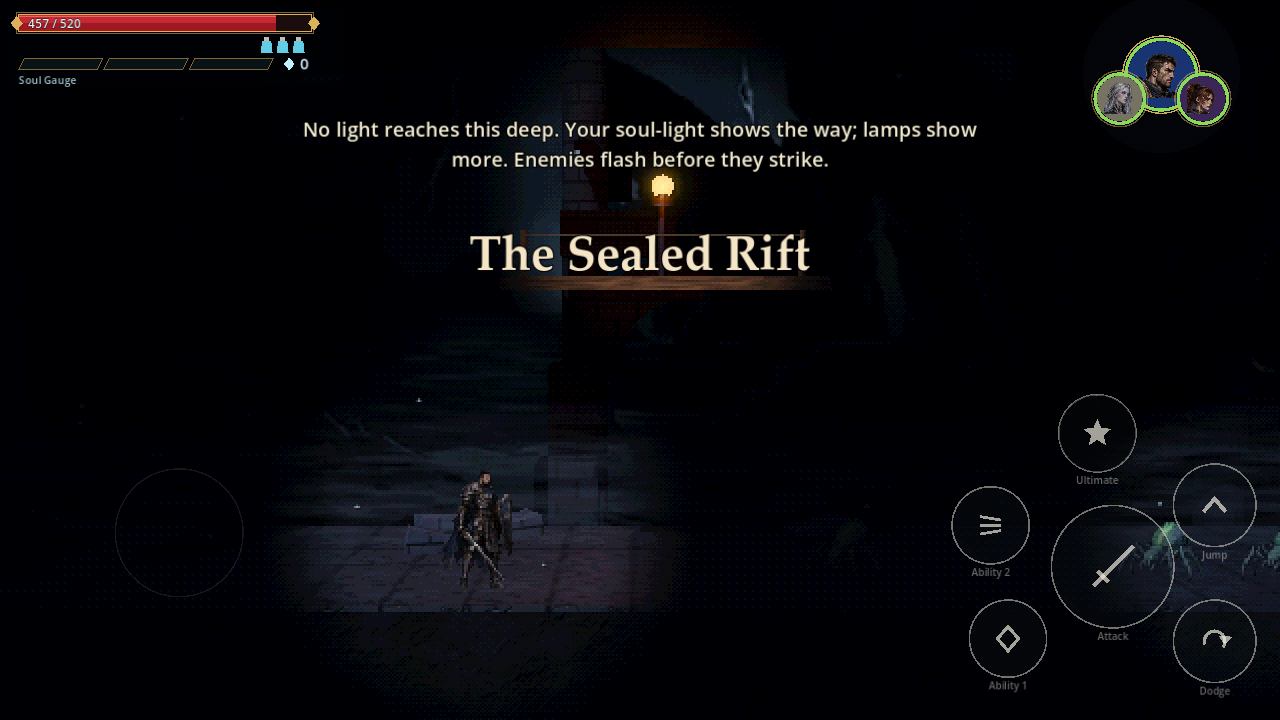 457 / 520
0
Soul Gauge
No light reaches this deep. Your soul-light shows the way; lamps show
more. Enemies flash before they strike.
The Sealed Rift
Ultimate
Jump
Ability 2
Attack
Ability 1
Dodge